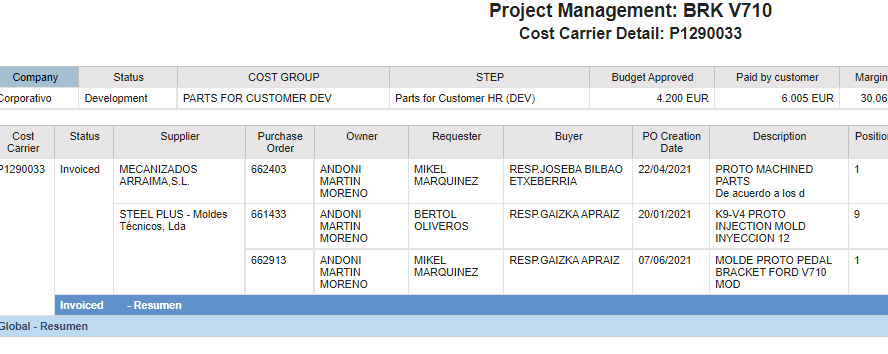 Project Management: BRK V710
Cost Carrier Detail: P1290033
Company Status COST GROUP STEP Budget Approved Paid by customer Margin
Corporativo Development PARTS FOR CUSTOMER DEV Parts for Customer HR (DEV) 4.200 EUR 6.005 EUR 30,06
Cost Carrier Status Supplier Purchase Order Owner Requester Buyer PO Creation Date Description Position
P1290033 Invoiced MECANIZADOS ARRAIMA,S.L. 662403 ANDONI MARTIN MORENO MIKEL MARQUINEZ RESP.JOSEBA BILBAO ETXEBERRIA 22/04/2021 PROTO MACHINED PARTS De acuerdo a los d 1
STEEL PLUS - Moldes Técnicos, Lda 661433 ANDONI MARTIN MORENO BERTOL OLIVEROS RESP.GAIZKA APRAIZ 20/01/2021 K9-V4 PROTO INJECTION MOLD INYECCION 12 9
662913 ANDONI MARTIN MORENO MIKEL MARQUINEZ RESP.GAIZKA APRAIZ 07/06/2021 MOLDE PROTO PEDAL BRACKET FORD V710 MOD 1
Invoiced - Resumen
Global - Resumen